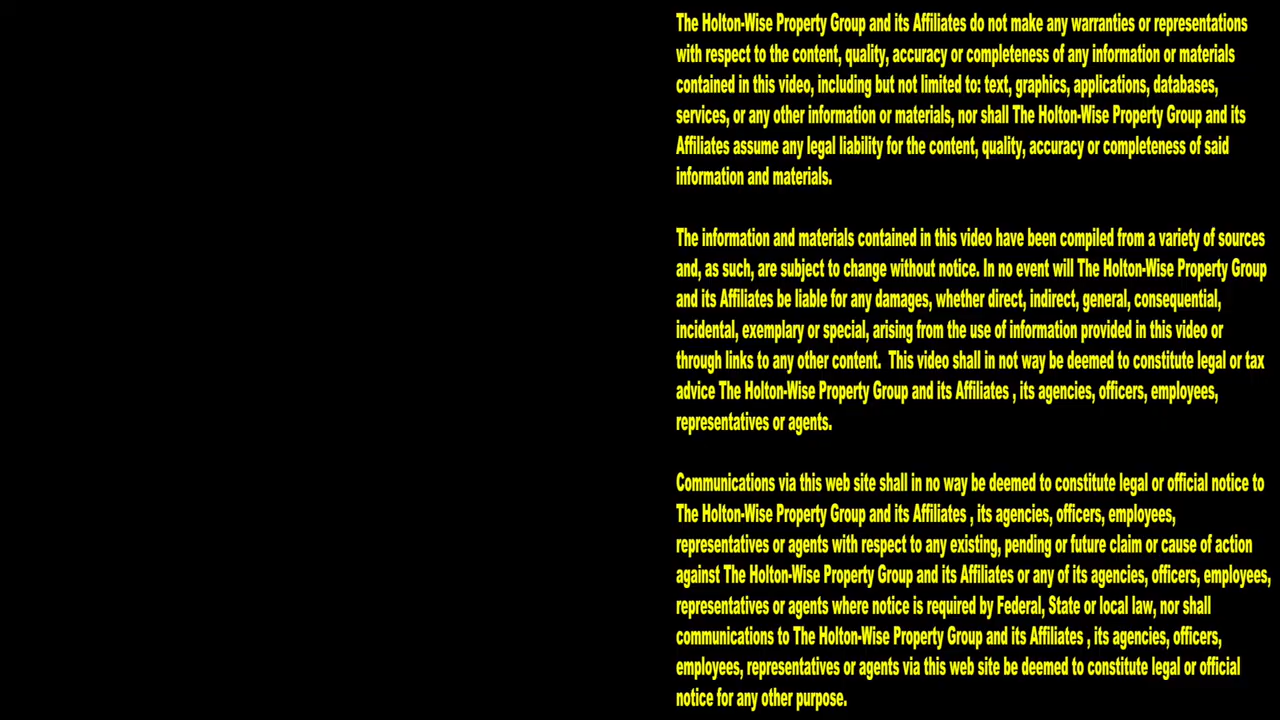 The Holton-Wise Property Group and its Affiliates do not make any warranties or representations
with respect to the content, quality, accuracy or completeness of any information or materials
contained in this video, including but not limited to: text, graphics, applications, databases,
services, or any other information or materials, nor shall The Holton-Wise Property Group and its
Affiliates assume any legal liability for the content, quality, accuracy or completeness of said
information and materials.
The information and materials contained in this video have been compiled from a variety of sources
and, as such, are subject to change without notice. In no event will The Holton-Wise Property Group
and its Affiliates be liable for any damages, whether direct, indirect, general, consequential,
incidental, exemplary or special, arising from the use of information provided in this video or
through links to any other content.  This video shall in not way be deemed to constitute legal or tax
advice The Holton-Wise Property Group and its Affiliates , its agencies, officers, employees,
representatives or agents.
Communications via this web site shall in no way be deemed to constitute legal or official notice to
The Holton-Wise Property Group and its Affiliates , its agencies, officers, employees,
representatives or agents with respect to any existing, pending or future claim or cause of action
against The Holton-Wise Property Group and its Affiliates or any of its agencies, officers, employees,
representatives or agents where notice is required by Federal, State or local law, nor shall
communications to The Holton-Wise Property Group and its Affiliates , its agencies, officers,
employees, representatives or agents via this web site be deemed to constitute legal or official
notice for any other purpose.